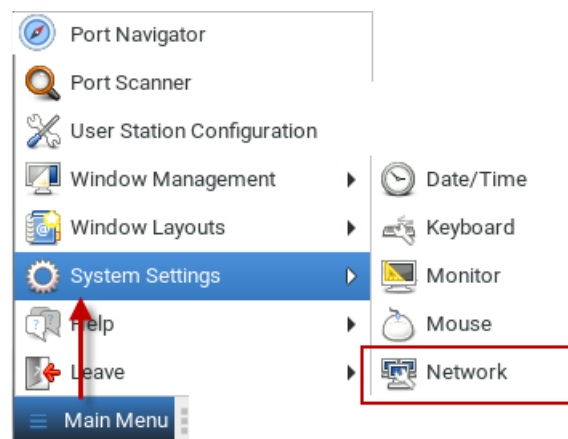 Port Navigator
Port Scanner
User Station Configuration
Window Management
Window Layouts
System Settings
Help
Leave
Main Menu
Date/Time
Keyboard
Monitor
Mouse
Network